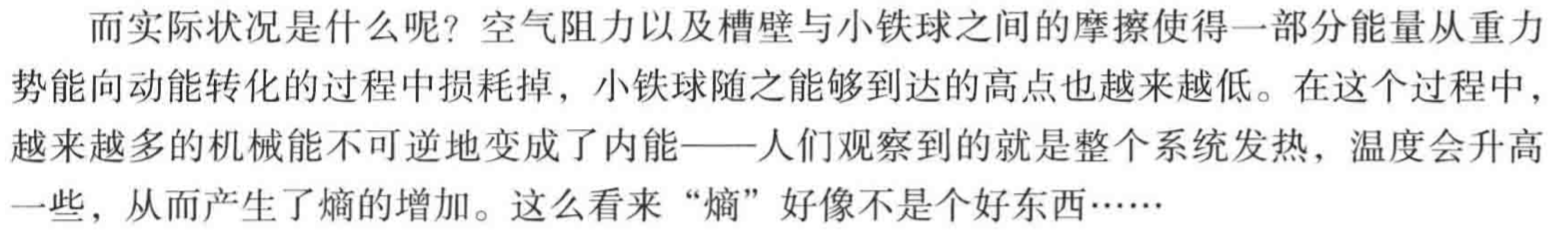 而实际状况是什么呢？空气阻力以及槽壁与小铁球之间的摩擦使得一部分能量从重力
势能向动能转化的过程中损耗掉，小铁球随之能够到达的高点也越来越低。在这个过程中，
越来越多的机械能不可逆地变成了内能——人们观察到的就是整个系统发热，温度会升高
一些，从而产生了熵的增加。这么看来“熵”好像不是个好东西……